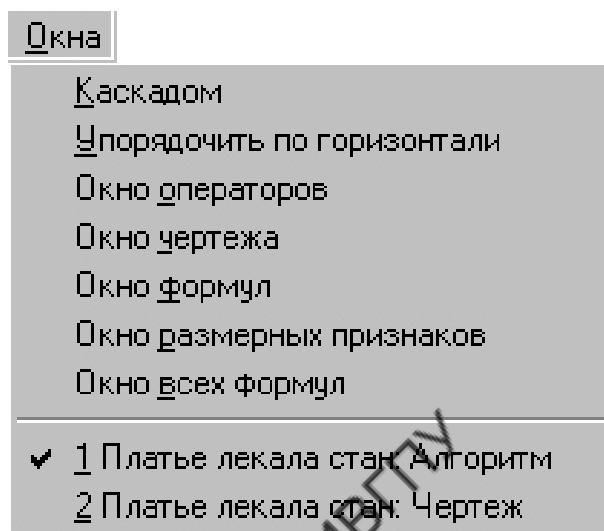 Окна
Каскадом
Упорядочить по горизонтали
Окно операторов
Окно чертежа
Окно формул
Окно размерных признаков
Окно всех формул
1 Платье лекала стан: Алгоритм
2 Платье лекала стан: Чертеж